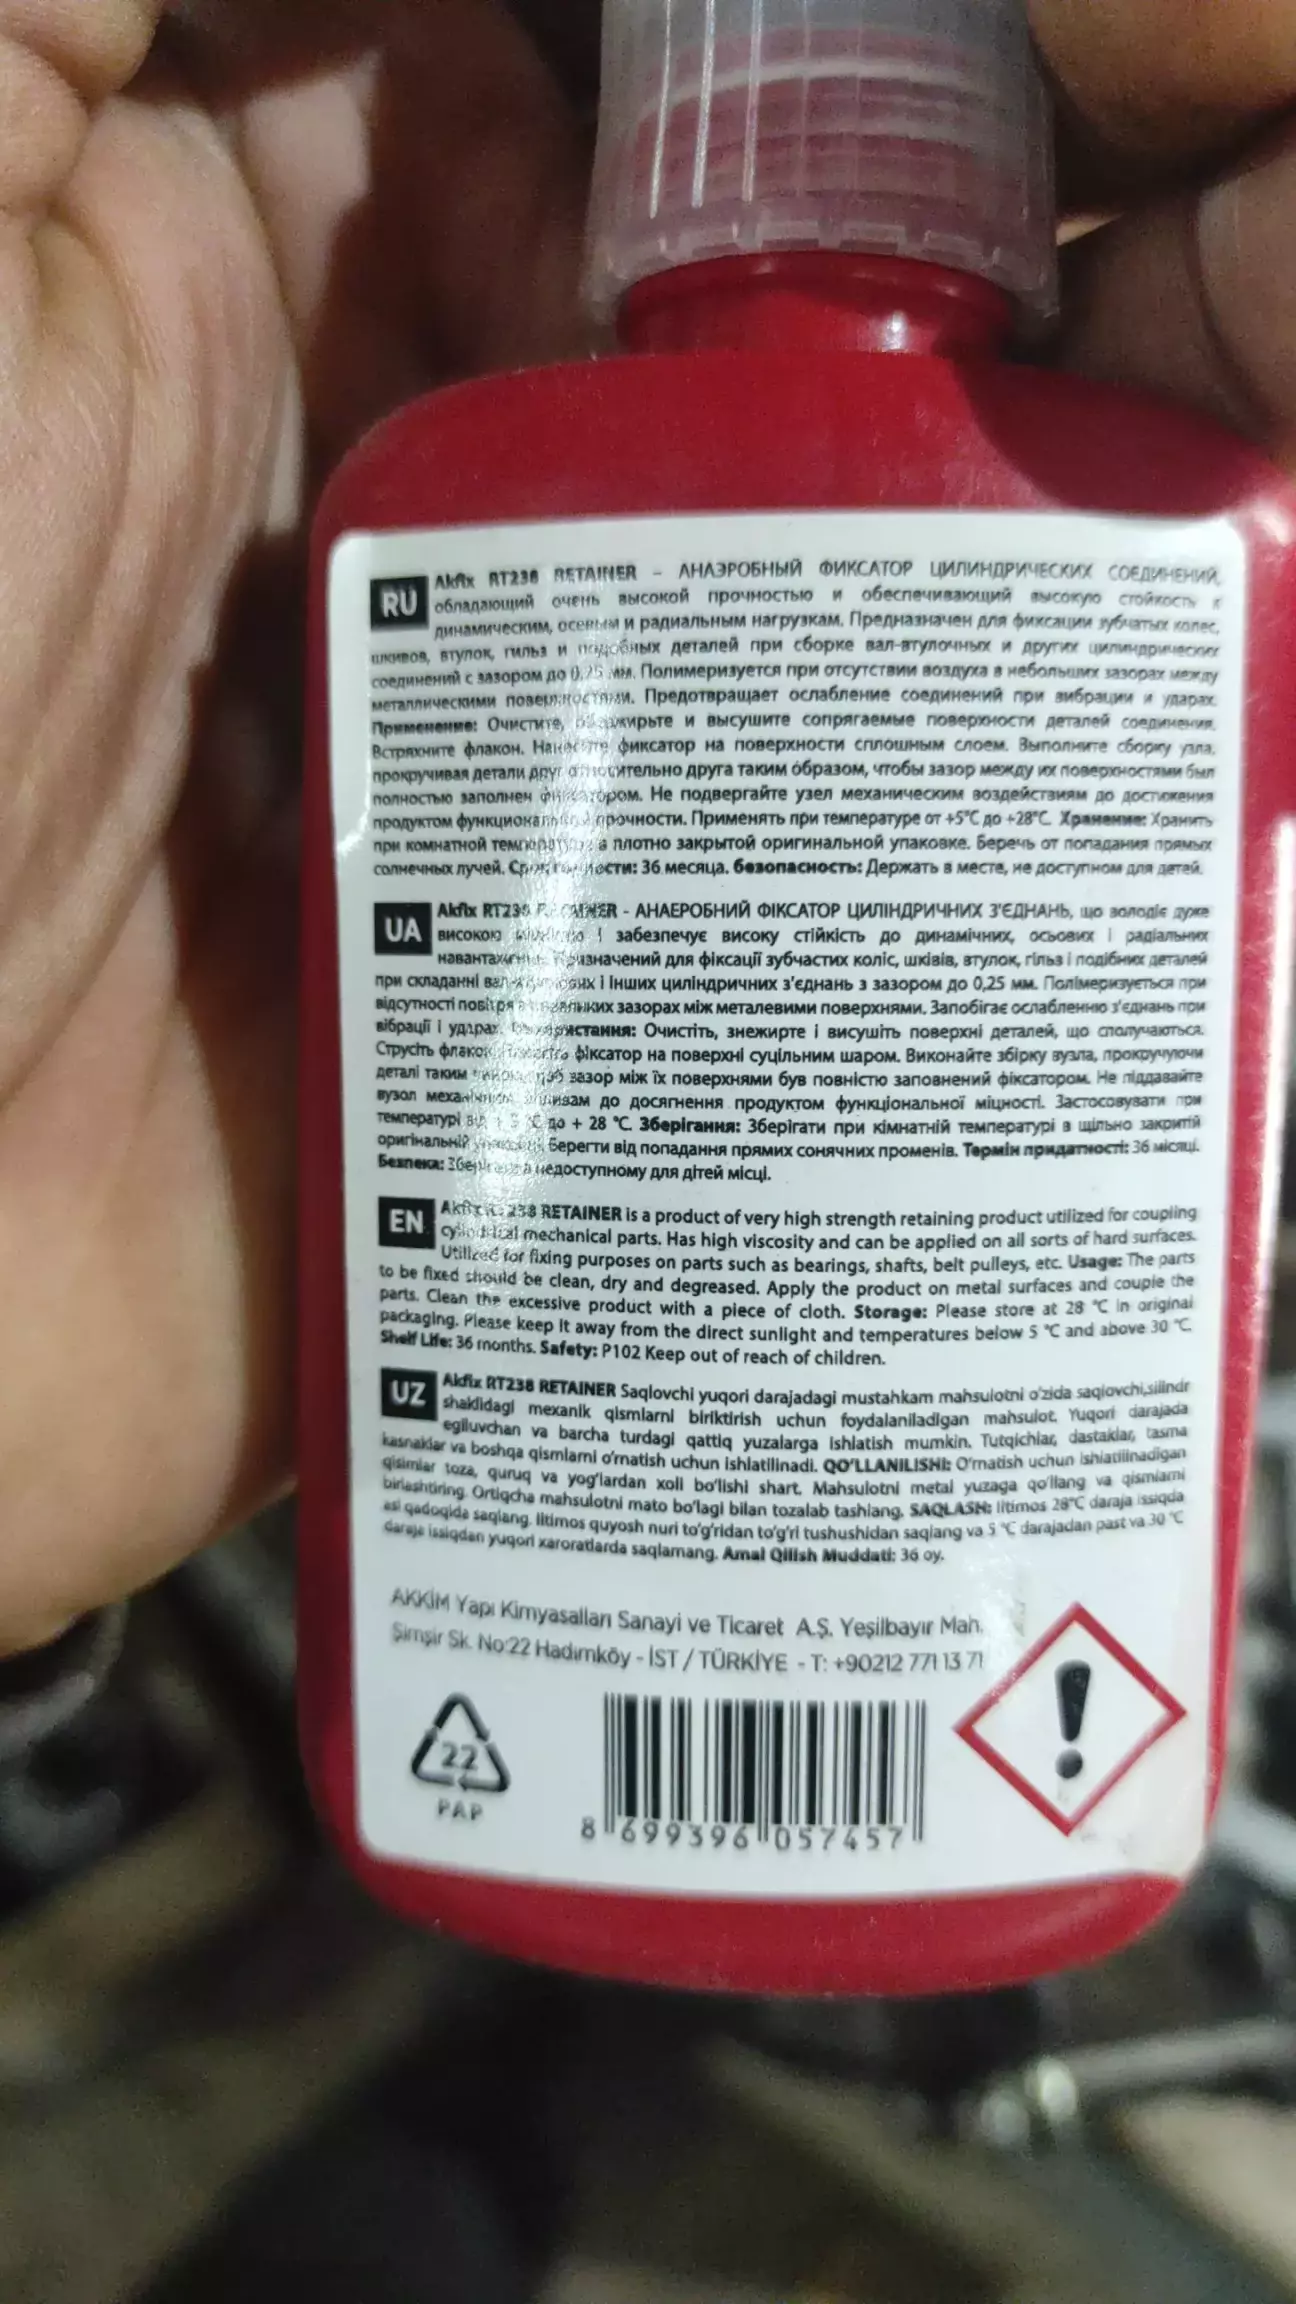 RU
Akfix RT238 RETAINER – АНАЭРОБНЫЙ ФИКСАТОР ЦИЛИНДРИЧЕСКИХ СОЕДИНЕНИЙ,
обладающий очень высокой прочностью и обеспечивающий высокую стойкость к
динамическим, осевым и радиальным нагрузкам. Предназначен для фиксации зубчатых колес,
шкивов, втулок, гильз и подобных деталей при сборке вал-втулочных и других цилиндрических
соединений с зазором до 0,25 мм. Полимеризуется при отсутствии воздуха в небольших зазорах между
металлическими поверхностями. Предотвращает ослабление соединений при вибрации и ударах.
Применение: Очистите, обезжирьте и высушите сопрягаемые поверхности деталей соединения.
Встряхните флакон. Нанесите фиксатор на поверхности сплошным слоем. Выполните сборку узла,
прокручивая детали друг относительно друга таким образом, чтобы зазор между их поверхностями был
полностью заполнен фиксатором. Не подвергайте узел механическим воздействиям до достижения
продуктом функциональной прочности. Применять при температуре от +5°C до +28°C. Хранение: Хранить
при комнатной температуре в плотно закрытой оригинальной упаковке. Беречь от попадания прямых
солнечных лучей. Срок годности: 36 месяца. безопасность: Держать в месте, не доступном для детей.
UA
Akfix RT238 RETAINER - АНАЕРОБНИЙ ФІКСАТОР ЦИЛІНДРИЧНИХ З'ЄДНАНЬ, що володіє дуже
високою і забезпечує високу стійкість до динамічних, осьових і радіальних
Призначений для фіксації зубчастих коліс, шківів, втулок, гільз і подібних деталей
при складанні і інших циліндричних з'єднань з зазором до 0,25 мм. Полімеризується при
відсутності повітря в зазорах між металевими поверхнями. Запобігає ослабленню з'єднань при
вібрації і ударах. Використання: Очистіть, знежирте і висушіть поверхні деталей, що сполучаються.
Струсіть флакон. Нанесіть фіксатор на поверхні суцільним шаром. Виконайте збірку вузла, прокручуючи
деталі таким чином, щоб зазор між їх поверхнями був повністю заповнений фіксатором. Не піддавайте
вузол механічним впливам до досягнення продуктом функціональної міцності. Застосовувати при
температурі від + 5 °C до + 28 °C. Зберігання: Зберігати при кімнатній температурі в щільно закритій
оригінальній упаковці. Берегти від попадання прямих сонячних променів. Термін придатності: 36 місяці.
Безпека: Зберігати в недоступному для дітей місці.
EN
Akfix RT238 RETAINER is a product of very high strength retaining product utilized for coupling
cylindrical mechanical parts. Has high viscosity and can be applied on all sorts of hard surfaces.
Utilized for fixing purposes on parts such as bearings, shafts, belt pulleys, etc. Usage: The parts
to be fixed should be clean, dry and degreased. Apply the product on metal surfaces and couple the
parts. Clean the excessive product with a piece of cloth. Storage: Please store at 28 °C in original
packaging. Please keep it away from the direct sunlight and temperatures below 5 °C and above 30 °C.
Shelf Life: 36 months. Safety: P102 Keep out of reach of children.
UZ
Akfix RT238 RETAINER Saqlovchi yuqori darajadagi mustahkam mahsulotni o'zida saqlovchi,silindr
shaklidagi mexanik qismlarni biriktirish uchun foydalaniladigan mahsulot. Yuqori darajada
egiluvchan va barcha turdagi qattiq yuzalarga ishlatish mumkin. Tutqichlar, dastaklar, tasma
kasnaklar va boshqa qismlarni o'rnatish uchun ishlatilinadi. QO'LLANILISHI: O'rnatish uchun ishlatilinadigan
qisimlar toza, quruq va yog'lardan xoli bo'lishi shart. Mahsulotni metal yuzaga qo'llang va qismlarni
birlashtiring. Ortiqcha mahsulotni mato bo'lagi bilan tozalab tashlang. SAQLASH: Iltimos 28°C daraja issiqda
asl qadoqida saqlang. Iltimos quyosh nuri to'g'ridan to'g'ri tushushidan saqlang va 5 °C darajadan past va 30 °C
daraja issiqdan yuqori xaroratlarda saqlamang. Amal Qilish Muddati: 36 oy.
AKKİM Yapı Kimyasalları Sanayi ve Ticaret A.Ş. Yeşilbayır Mah.
Şimşir Sk. No:22 Hadımköy - İST / TÜRKİYE - T: +90212 771 13 71
22
PAP
8 699396 057457